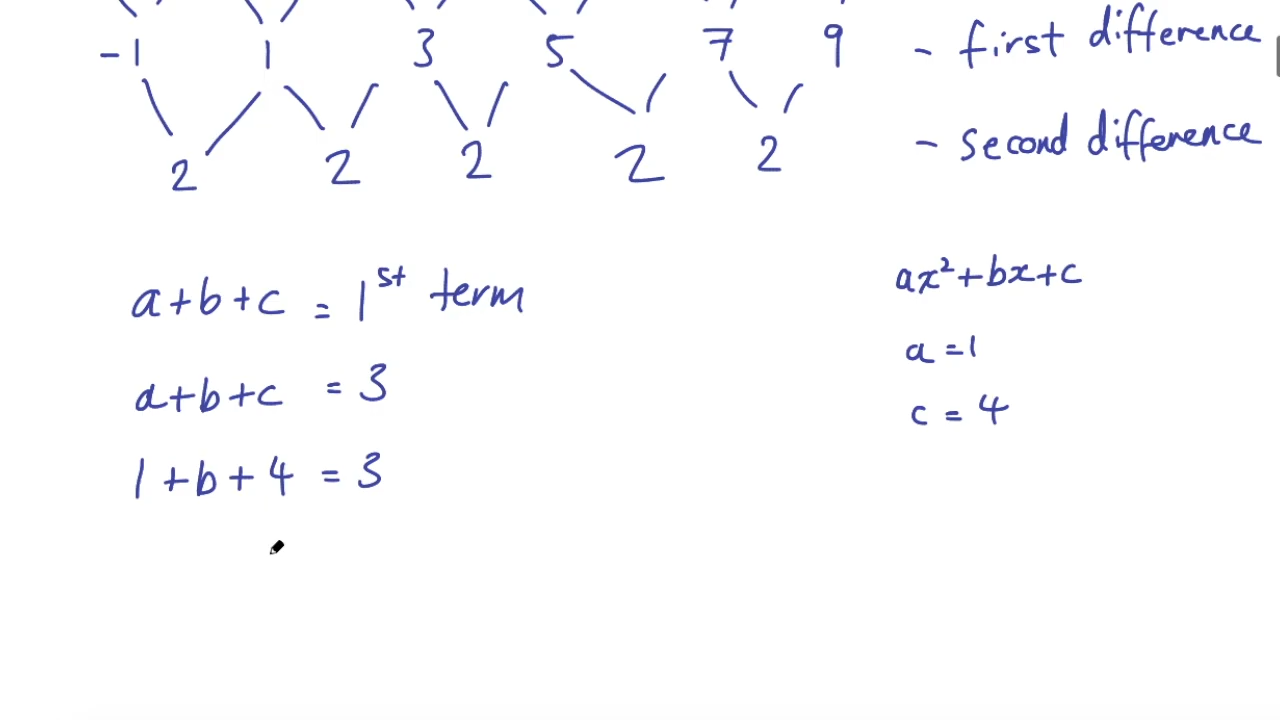 -1 1 3 5 7 9 - first difference
2 2 2 2 2 - second difference
a+b+c = 1st term
ax²+bx+c
a+b+c = 3
a=1
c = 4
1+b+4 = 3